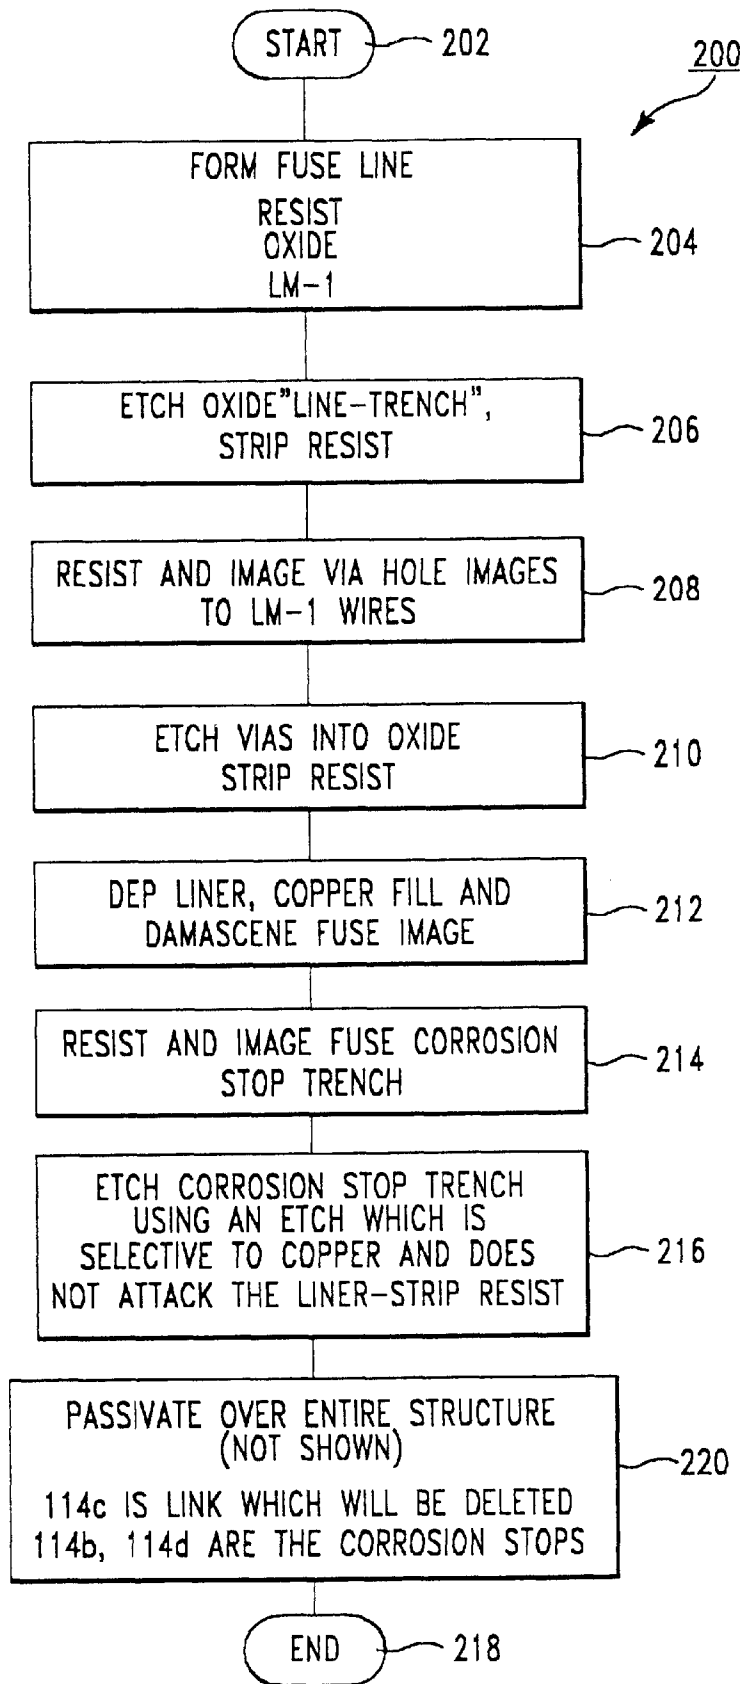 START
202
200
FORM FUSE LINE
RESIST
OXIDE
LM-1
204
ETCH OXIDE"LINE-TRENCH",
STRIP RESIST
206
RESIST AND IMAGE VIA HOLE IMAGES
TO LM-1 WIRES
208
ETCH VIAS INTO OXIDE
STRIP RESIST
210
DEP LINER, COPPER FILL AND
DAMASCENE FUSE IMAGE
212
RESIST AND IMAGE FUSE CORROSION
STOP TRENCH
214
ETCH CORROSION STOP TRENCH
USING AN ETCH WHICH IS
SELECTIVE TO COPPER AND DOES
NOT ATTACK THE LINER-STRIP RESIST
216
PASSIVATE OVER ENTIRE STRUCTURE
(NOT SHOWN)
114c IS LINK WHICH WILL BE DELETED
114b, 114d ARE THE CORROSION STOPS
220
END
218